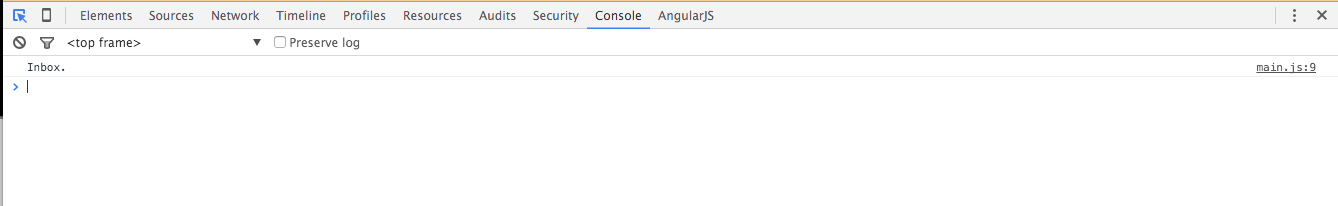 Elements Sources Network Timeline Profiles Resources Audits Security Console AngularJS
<top frame> Preserve log
Inbox. main.js:9